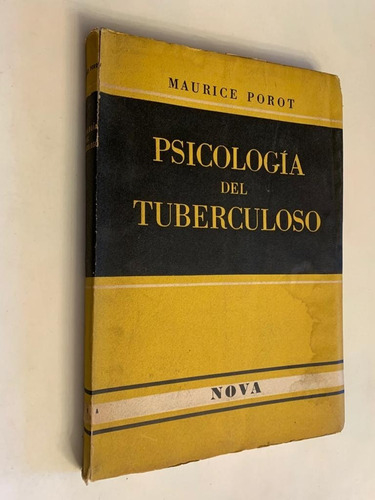 MAURICE POROT
PSICOLOGÍA
DEL
TUBERCULOSO
NOVA